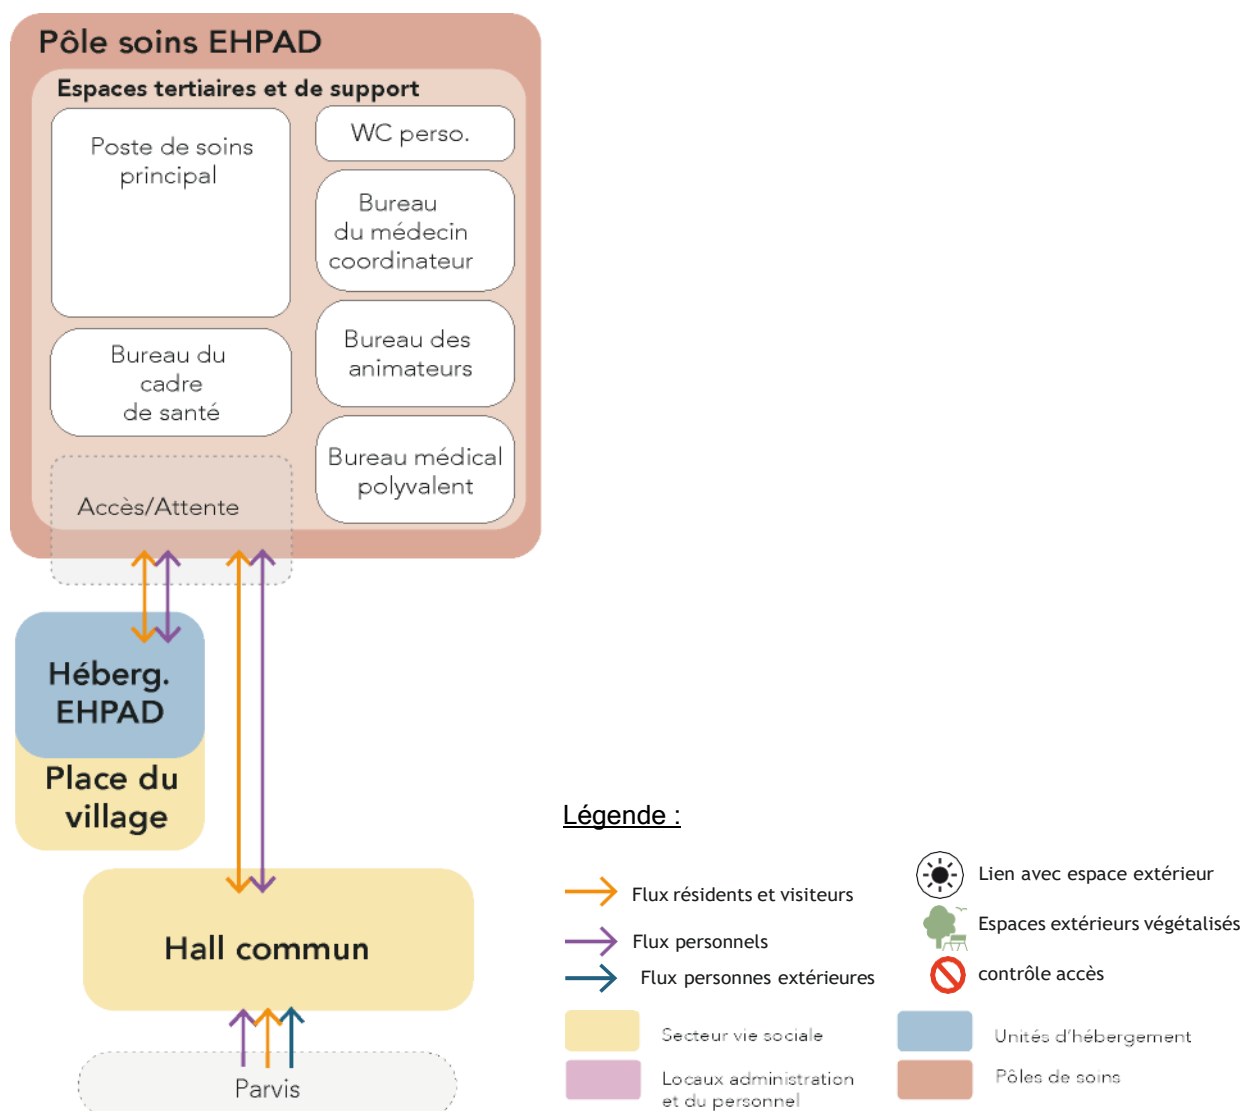 Pôle soins EHPAD
Espaces tertiaires et de support
Poste de soins
principal
WC perso.
Bureau
du médecin
coordinateur
Bureau du
cadre
de santé
Bureau des
animateurs
Bureau médical
polyvalent
Accès/Attente
Héberg.
EHPAD
Place du
village
Hall commun
Parvis
Légende :
Flux résidents et visiteurs
Flux personnels
Flux personnes extérieures
Lien avec espace extérieur
Espaces extérieurs végétalisés
contrôle accès
Secteur vie sociale
Locaux administration
et du personnel
Unités d'hébergement
Pôles de soins